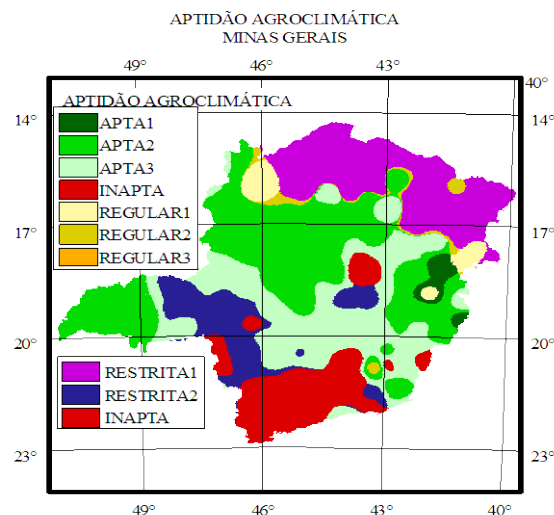 APTIDÃO AGROCLIMÁTICA
MINAS GERAIS
49° 46° 43° 40°
APTIDÃO AGROCLIMÁTICA
14° 14°
APTA1
APTA2
APTA3
INAPTA
REGULAR1
REGULAR2
REGULAR3
17° 17°
20° 20°
RESTRITA1
RESTRITA2
INAPTA
23° 23°
49° 46° 43° 40°